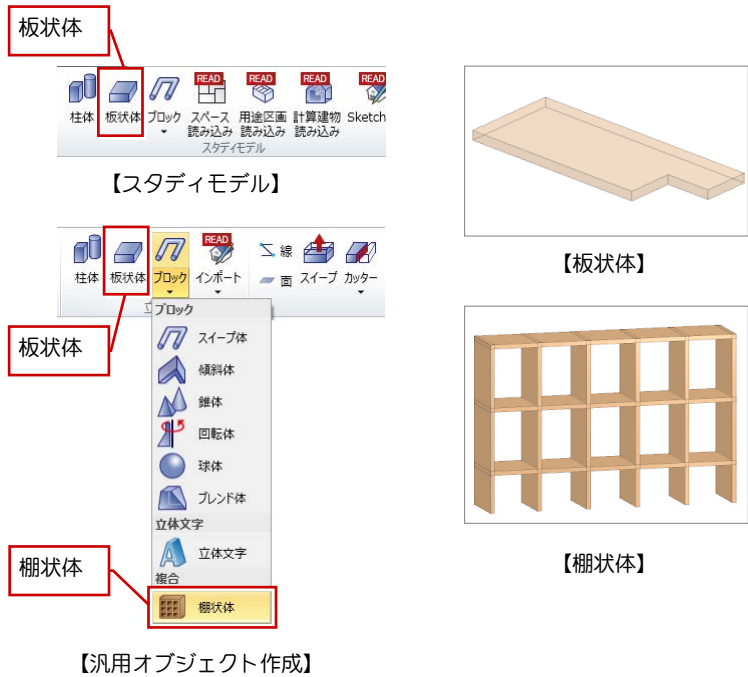 板状体
READ READ READ READ
柱体 板状体 ブロック スペース 用途区画 計算建物 Sketch
読み込み 読み込み 読み込み
スタディモデル
【スタディモデル】
【板状体】
READ
線
柱体 板状体 ブロック インポート 面 スイープ カッター
板状体
ブロック
スイープ体
傾斜体
錐体
回転体
球体
ブレンド体
立体文字
立体文字
複合
棚状体
棚状体
【汎用オブジェクト作成】
【棚状体】